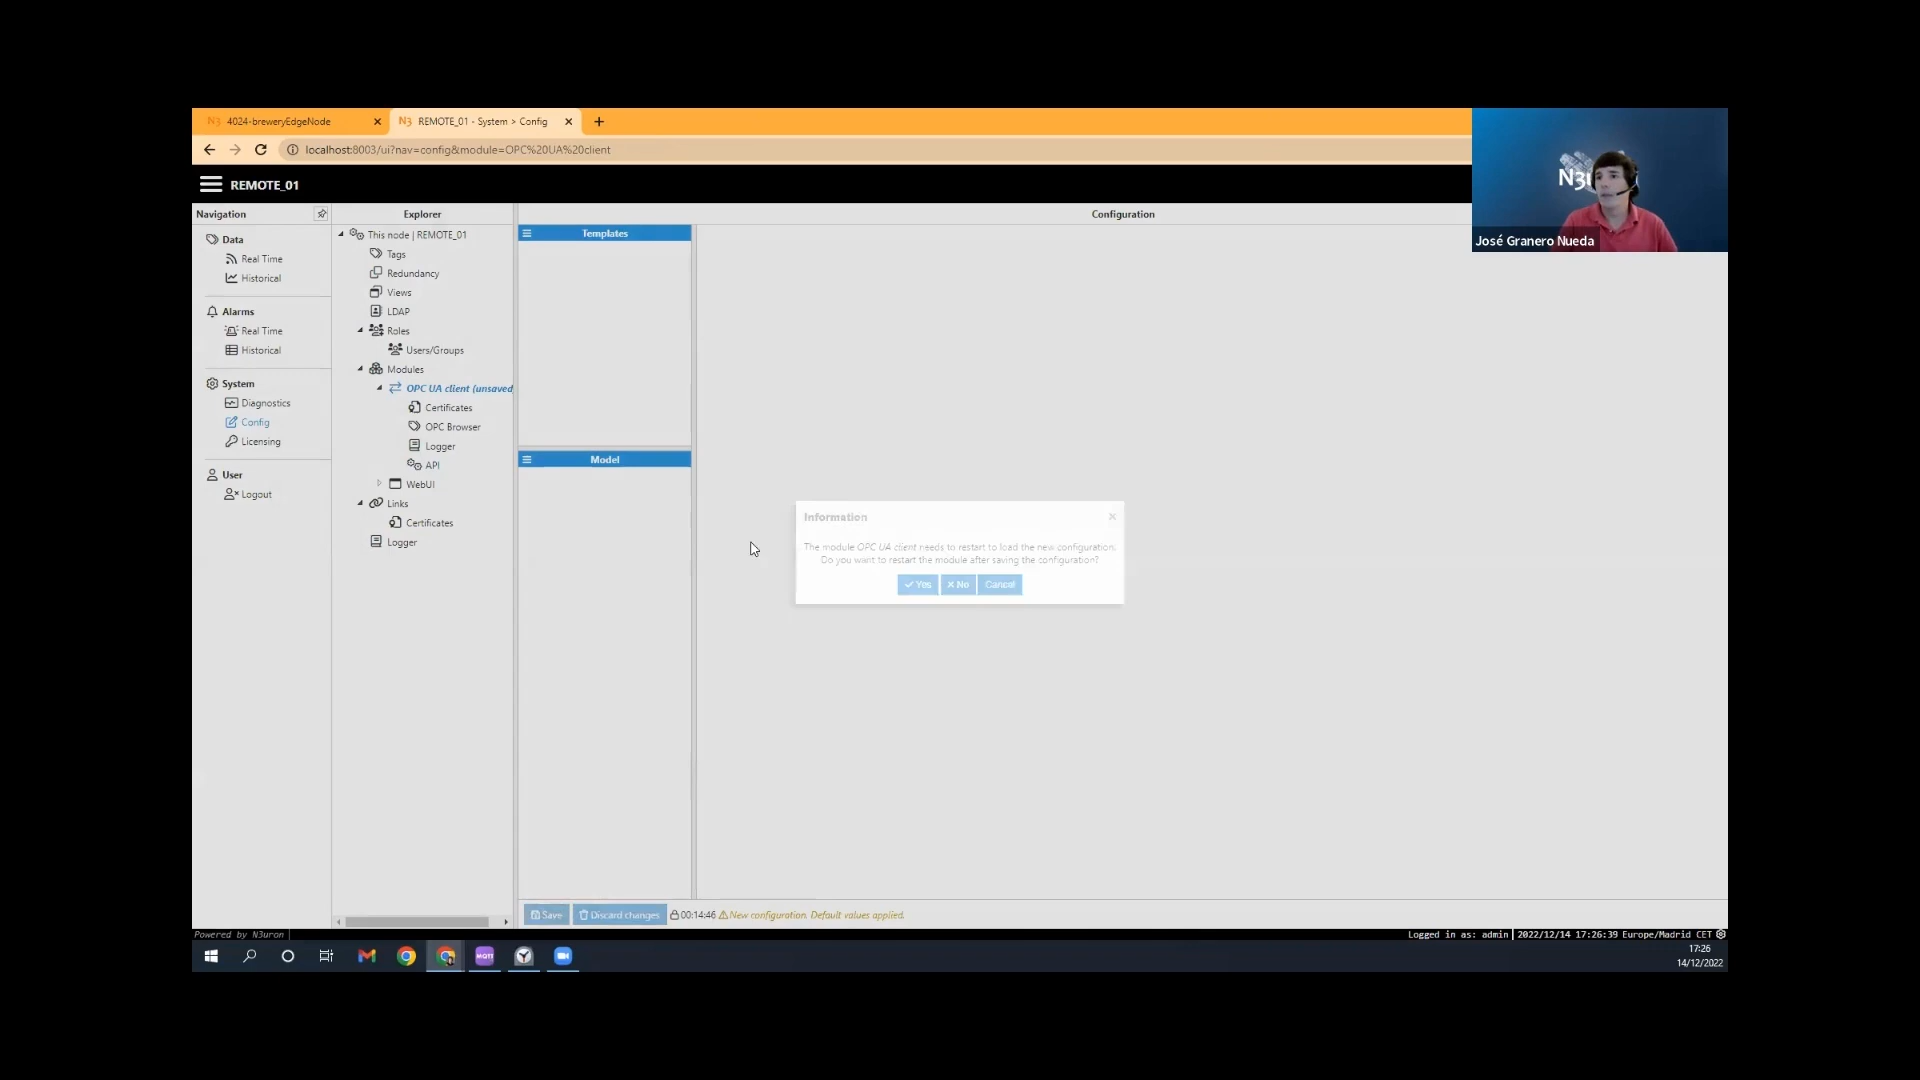 N3 4024-breweryEdgeNode
N3 REMOTE_01 - System > Config
localhost:8003/ui?nav=config&module=OPC%20UA%20client
REMOTE_01
Navigation
Data
Real Time
Historical
Alarms
Real Time
Historical
System
Diagnostics
Config
Licensing
User
Logout
Explorer
This node | REMOTE_01
Tags
Redundancy
Views
LDAP
Roles
Users/Groups
Modules
OPC UA client (unsaved
Certificates
OPC Browser
Logger
API
WebUI
Links
Certificates
Logger
Configuration
Templates
Model
Information
The module OPC UA client needs to restart to load the new configuration.
Do you want to restart the module after saving the configuration?
Yes
No
Cancel
Save
Discard changes
00:14:46
New configuration. Default values applied.
José Granero Nueda
Powered by N3uron
Logged in as: admin
2022/12/14 17:26:39 Europe/Madrid CET
MQTT
17:26
14/12/2022